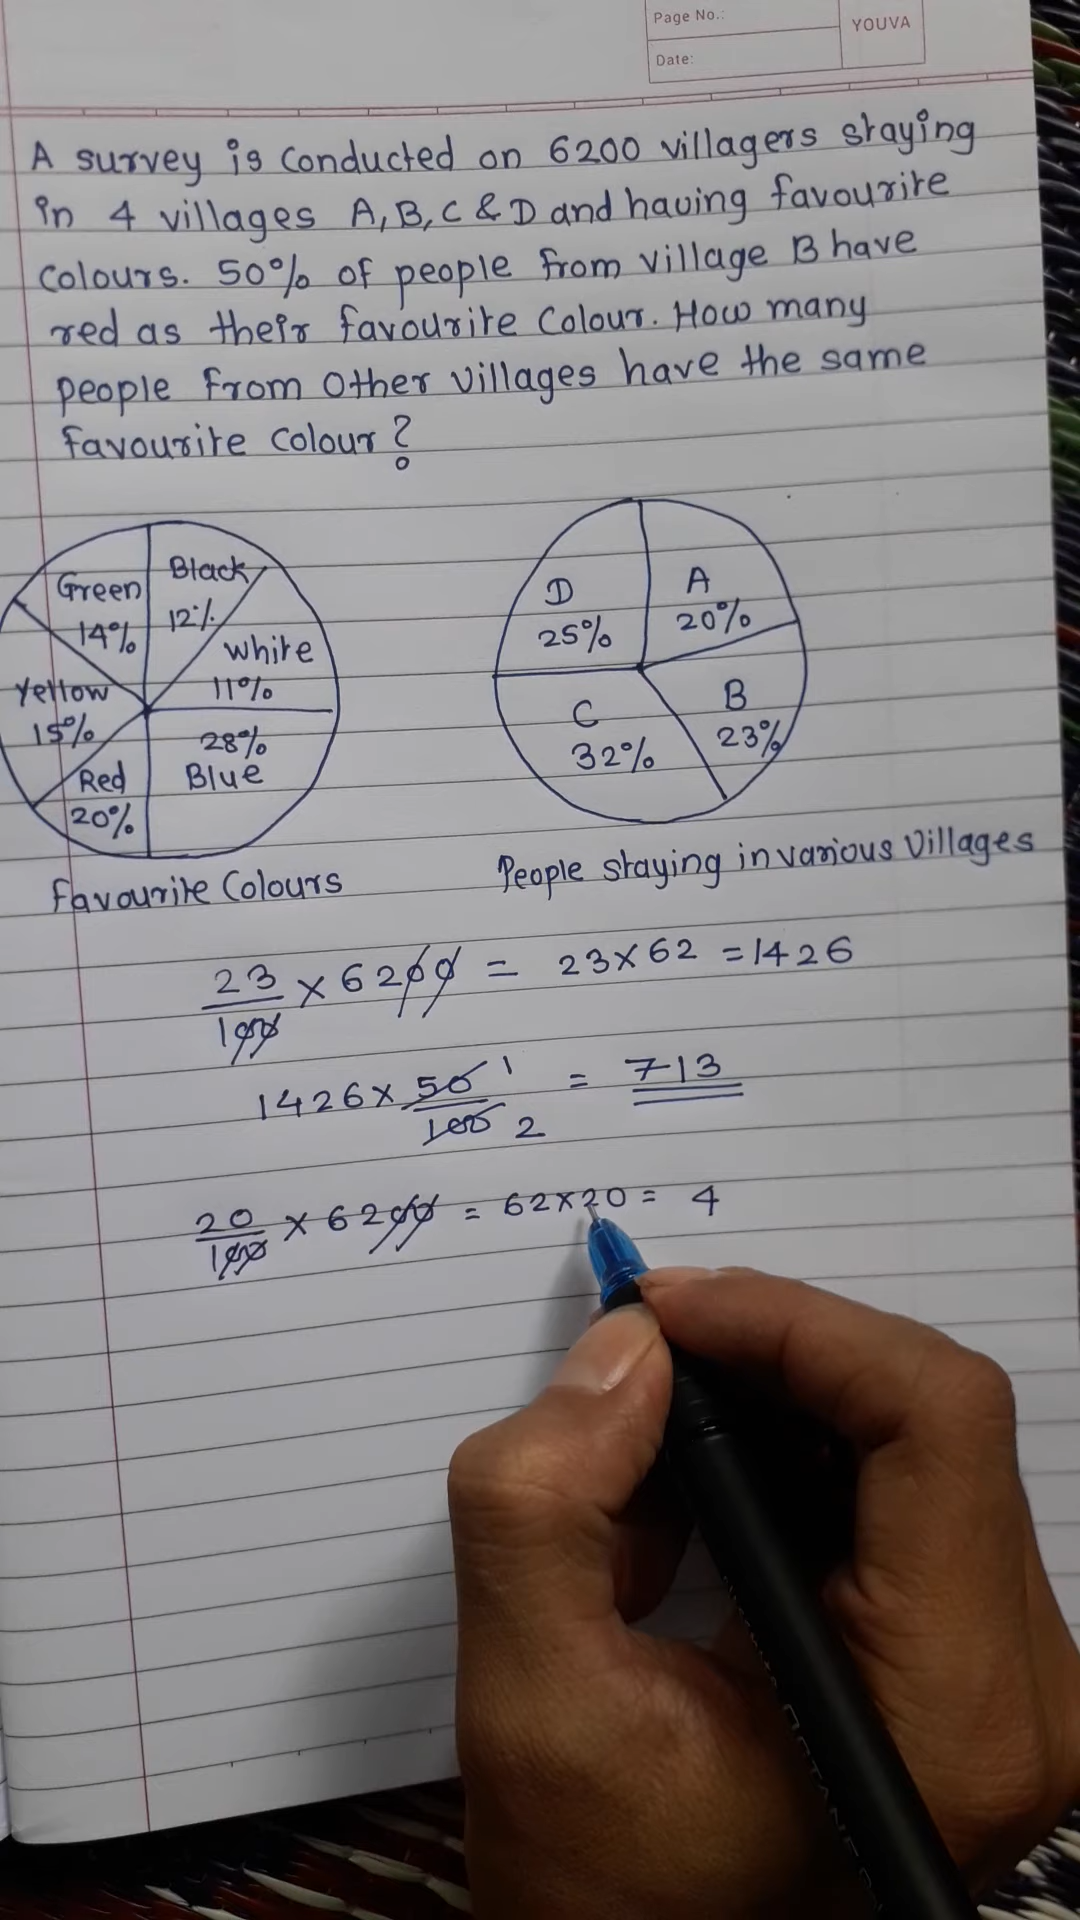 Page No.:
YOUVA
Date:
A survey is conducted on 6200 villagers staying
in 4 villages A, B, C & D and having favourite
colours. 50% of people from village B have
red as their favourite colour. How many
people from other villages have the same
favourite colour?
Green
14%
Black
12%
white
11%
Yellow
15%
28%
Blue
Red
20%
D
25%
A
20%
B
23%
C
32%
Favourite Colours
People staying in various villages
23/100 × 6200 = 23×62 = 1426
1426 × 50/100 1 2 = 713
20/100 × 6200 = 62×20 = 4